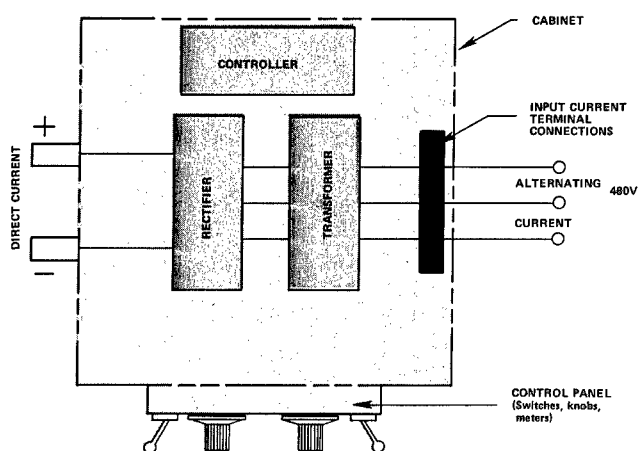 CABINET
CONTROLLER
INPUT CURRENT
TERMINAL
CONNECTIONS
+
DIRECT CURRENT
−
RECTIFIER
TRANSFORMER
ALTERNATING
480V
CURRENT
CONTROL PANEL
(Switches, knobs,
meters)